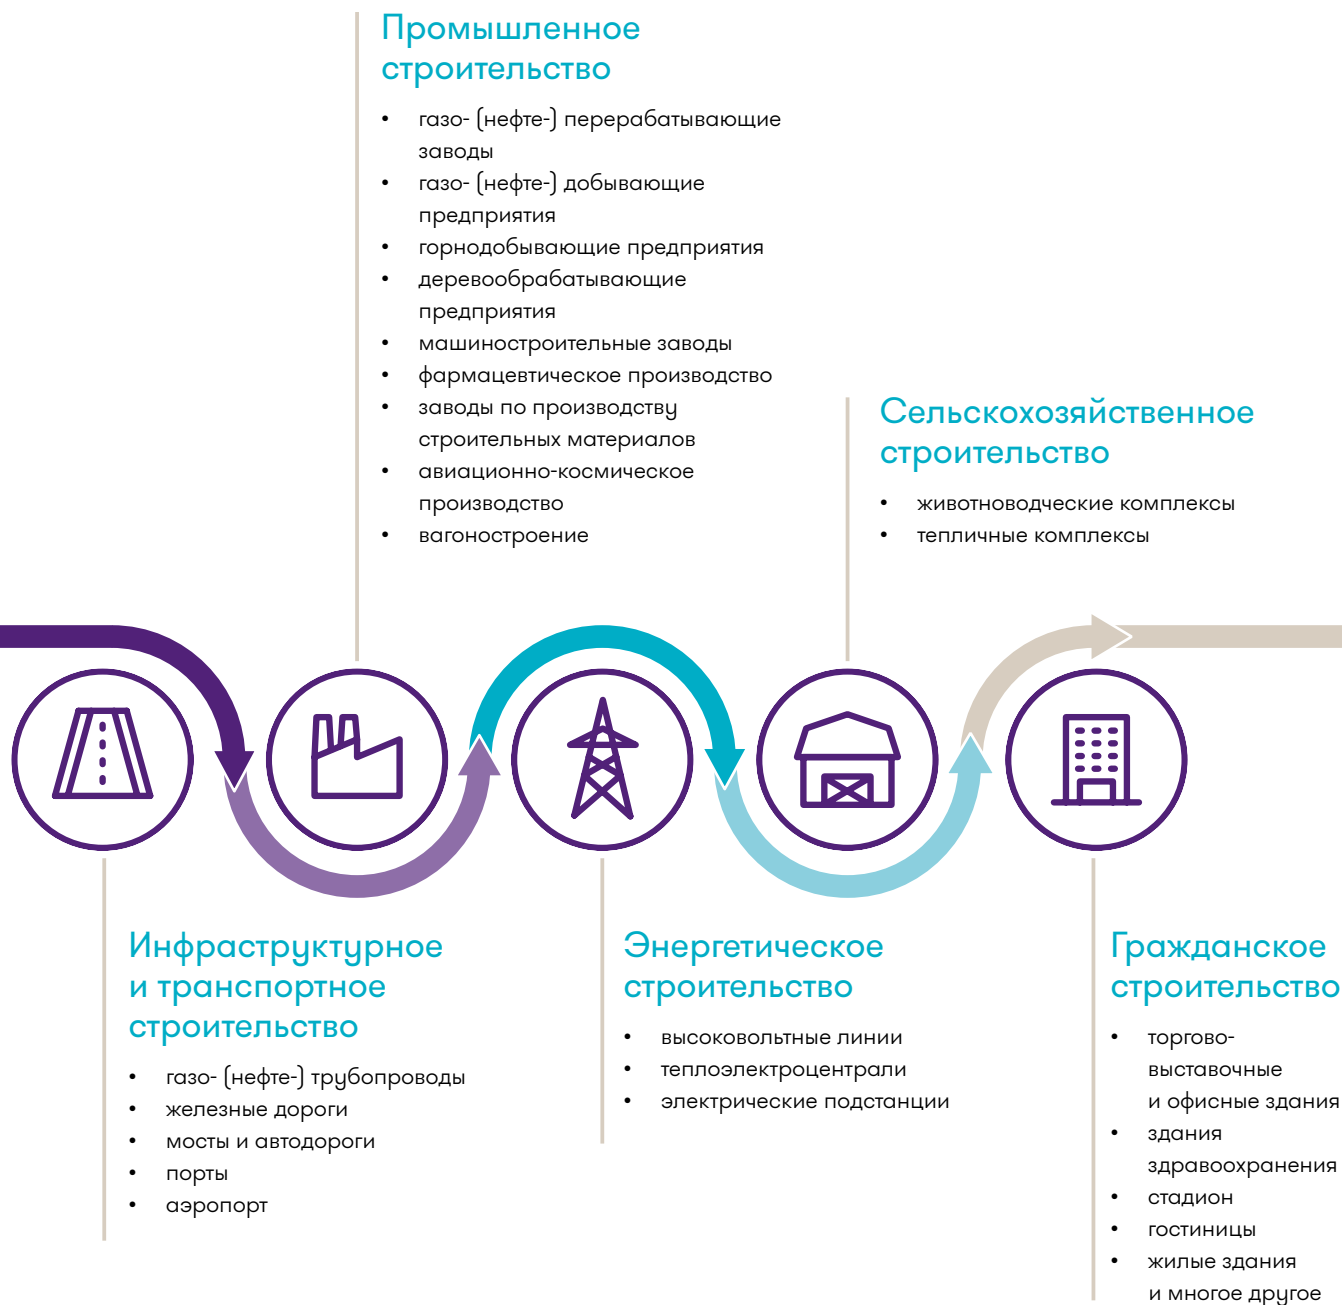 Промышленное
строительство
• газо- (нефте-) перерабатывающие
заводы
• газо- (нефте-) добывающие
предприятия
• горнодобывающие предприятия
• деревообрабатывающие
предприятия
• машиностроительные заводы
• фармацевтическое производство
• заводы по производству
строительных материалов
• авиационно-космическое
производство
• вагоностроение
Сельскохозяйственное
строительство
• животноводческие комплексы
• тепличные комплексы
Инфраструктурное
и транспортное
строительство
• газо- (нефте-) трубопроводы
• железные дороги
• мосты и автодороги
• порты
• аэропорт
Энергетическое
строительство
• высоковольтные линии
• теплоэлектроцентрали
• электрические подстанции
Гражданское
строительство
• торгово-
выставочные
и офисные здания
• здания
здравоохранения
• стадион
• гостиницы
• жилые здания
и многое другое